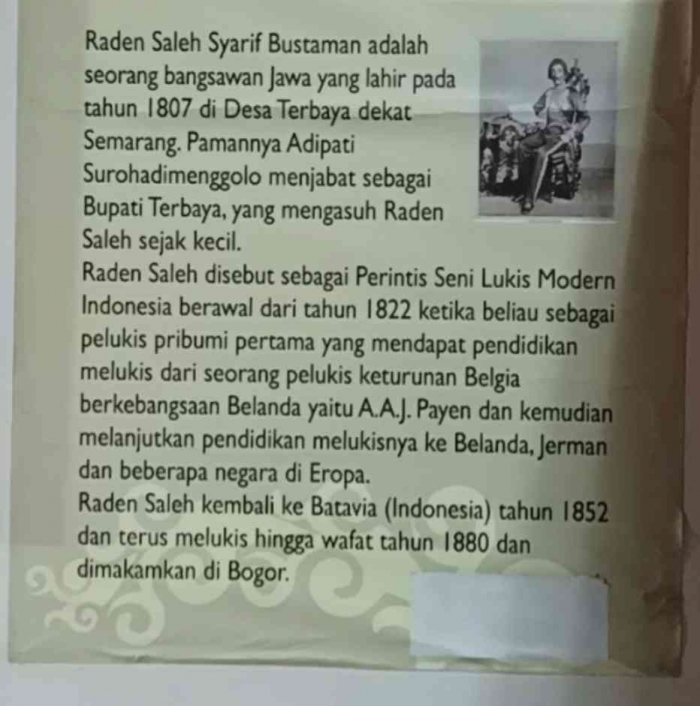 Raden Saleh Syarif Bustaman adalah
seorang bangsawan Jawa yang lahir pada
tahun 1807 di Desa Terbaya dekat
Semarang. Pamannya Adipati
Surohadimenggolo menjabat sebagai
Bupati Terbaya, yang mengasuh Raden
Saleh sejak kecil.
Raden Saleh disebut sebagai Perintis Seni Lukis Modern
Indonesia berawal dari tahun 1822 ketika beliau sebagai
pelukis pribumi pertama yang mendapat pendidikan
melukis dari seorang pelukis keturunan Belgia
berkebangsaan Belanda yaitu A.A.J. Payen dan kemudian
melanjutkan pendidikan melukisnya ke Belanda, Jerman
dan beberapa negara di Eropa.
Raden Saleh kembali ke Batavia (Indonesia) tahun 1852
dan terus melukis hingga wafat tahun 1880 dan
dimakamkan di Bogor.